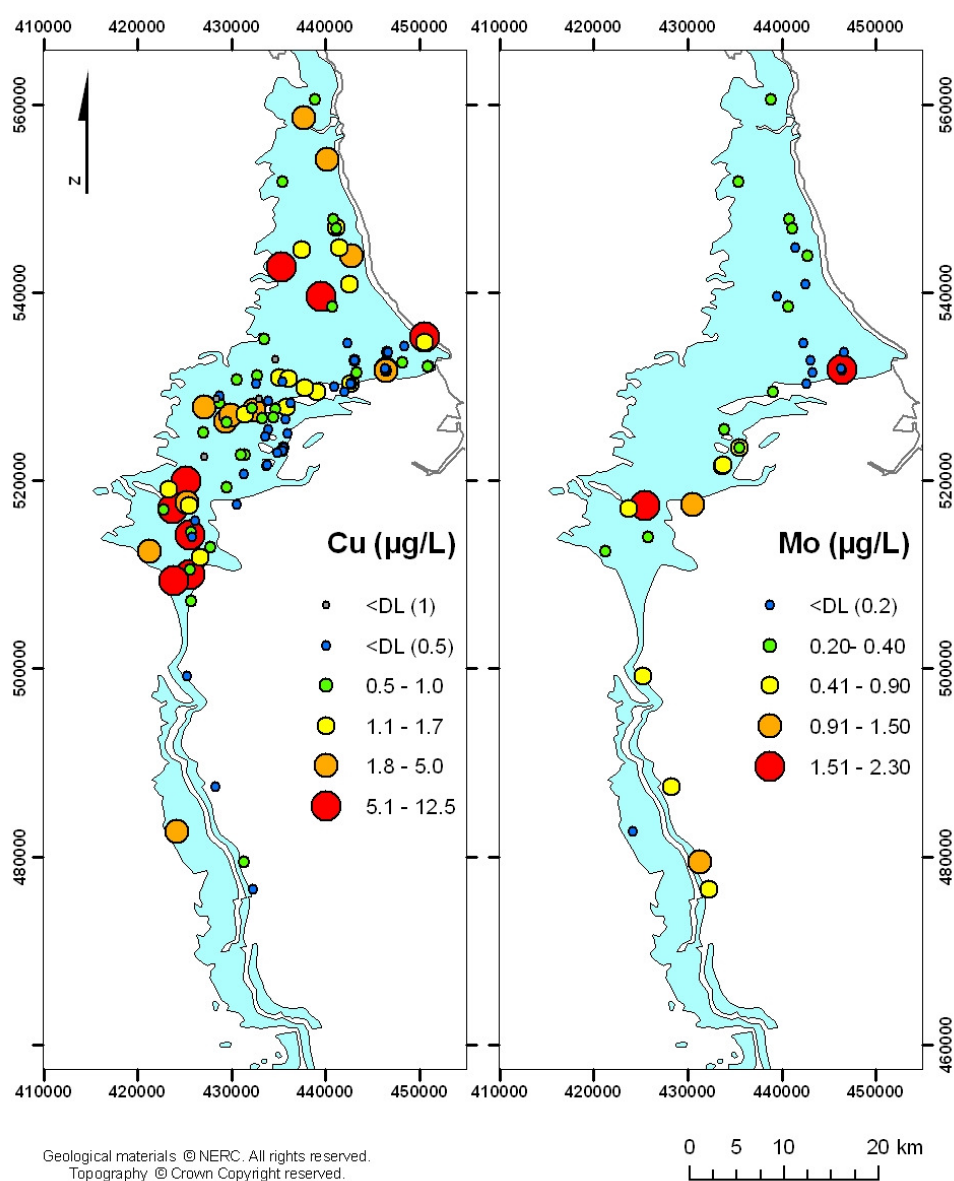 410000 420000 430000 440000 450000 410000 420000 430000 440000 450000
560000
540000
520000
500000
480000
460000
560000
540000
520000
500000
480000
460000
N
Cu (µg/L)
<DL (1)
<DL (0.5)
0.5 - 1.0
1.1 - 1.7
1.8 - 5.0
5.1 - 12.5
Mo (µg/L)
<DL (0.2)
0.20- 0.40
0.41 - 0.90
0.91 - 1.50
1.51 - 2.30
410000 420000 430000 440000 450000 410000 420000 430000 440000 450000
Geological materials © NERC. All rights reserved.
Topography © Crown Copyright reserved.
0 5 10 20 km